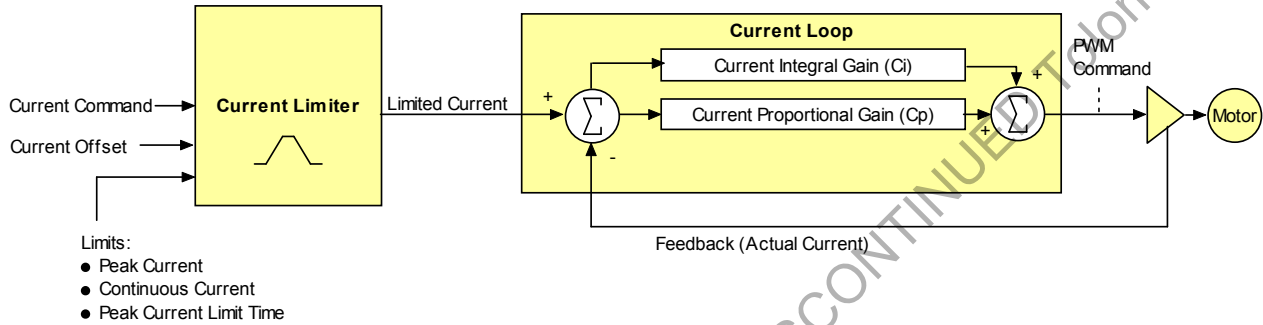 Current Loop
Current Integral Gain (Ci)
Current Proportional Gain (Cp)
PWM
Command
Current Command
Current Offset
Current Limiter
Limited Current
+
-
+
+
Σ
Σ
Motor
Feedback (Actual Current)
Limits:
● Peak Current
● Continuous Current
● Peak Current Limit Time